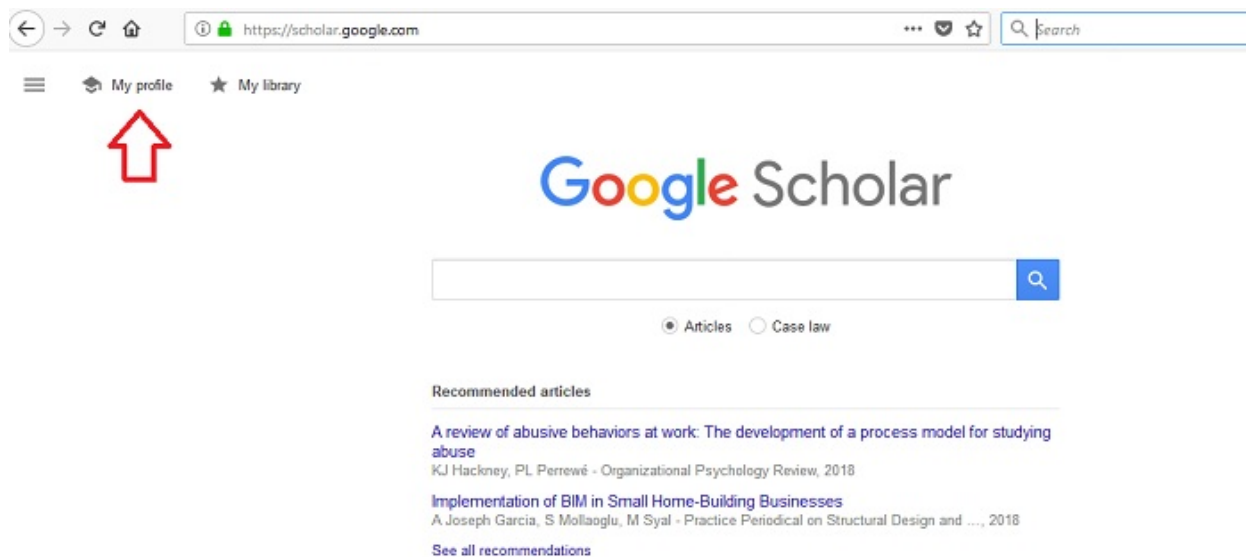 https://scholar.google.com
Search
My profile
My library
Google Scholar
Articles
Case law
Recommended articles
A review of abusive behaviors at work: The development of a process model for studying
abuse
KJ Hackney, PL Perrewé - Organizational Psychology Review, 2018
Implementation of BIM in Small Home-Building Businesses
A Joseph Garcia, S Mollaoglu, M Syal - Practice Periodical on Structural Design and ..., 2018
See all recommendations